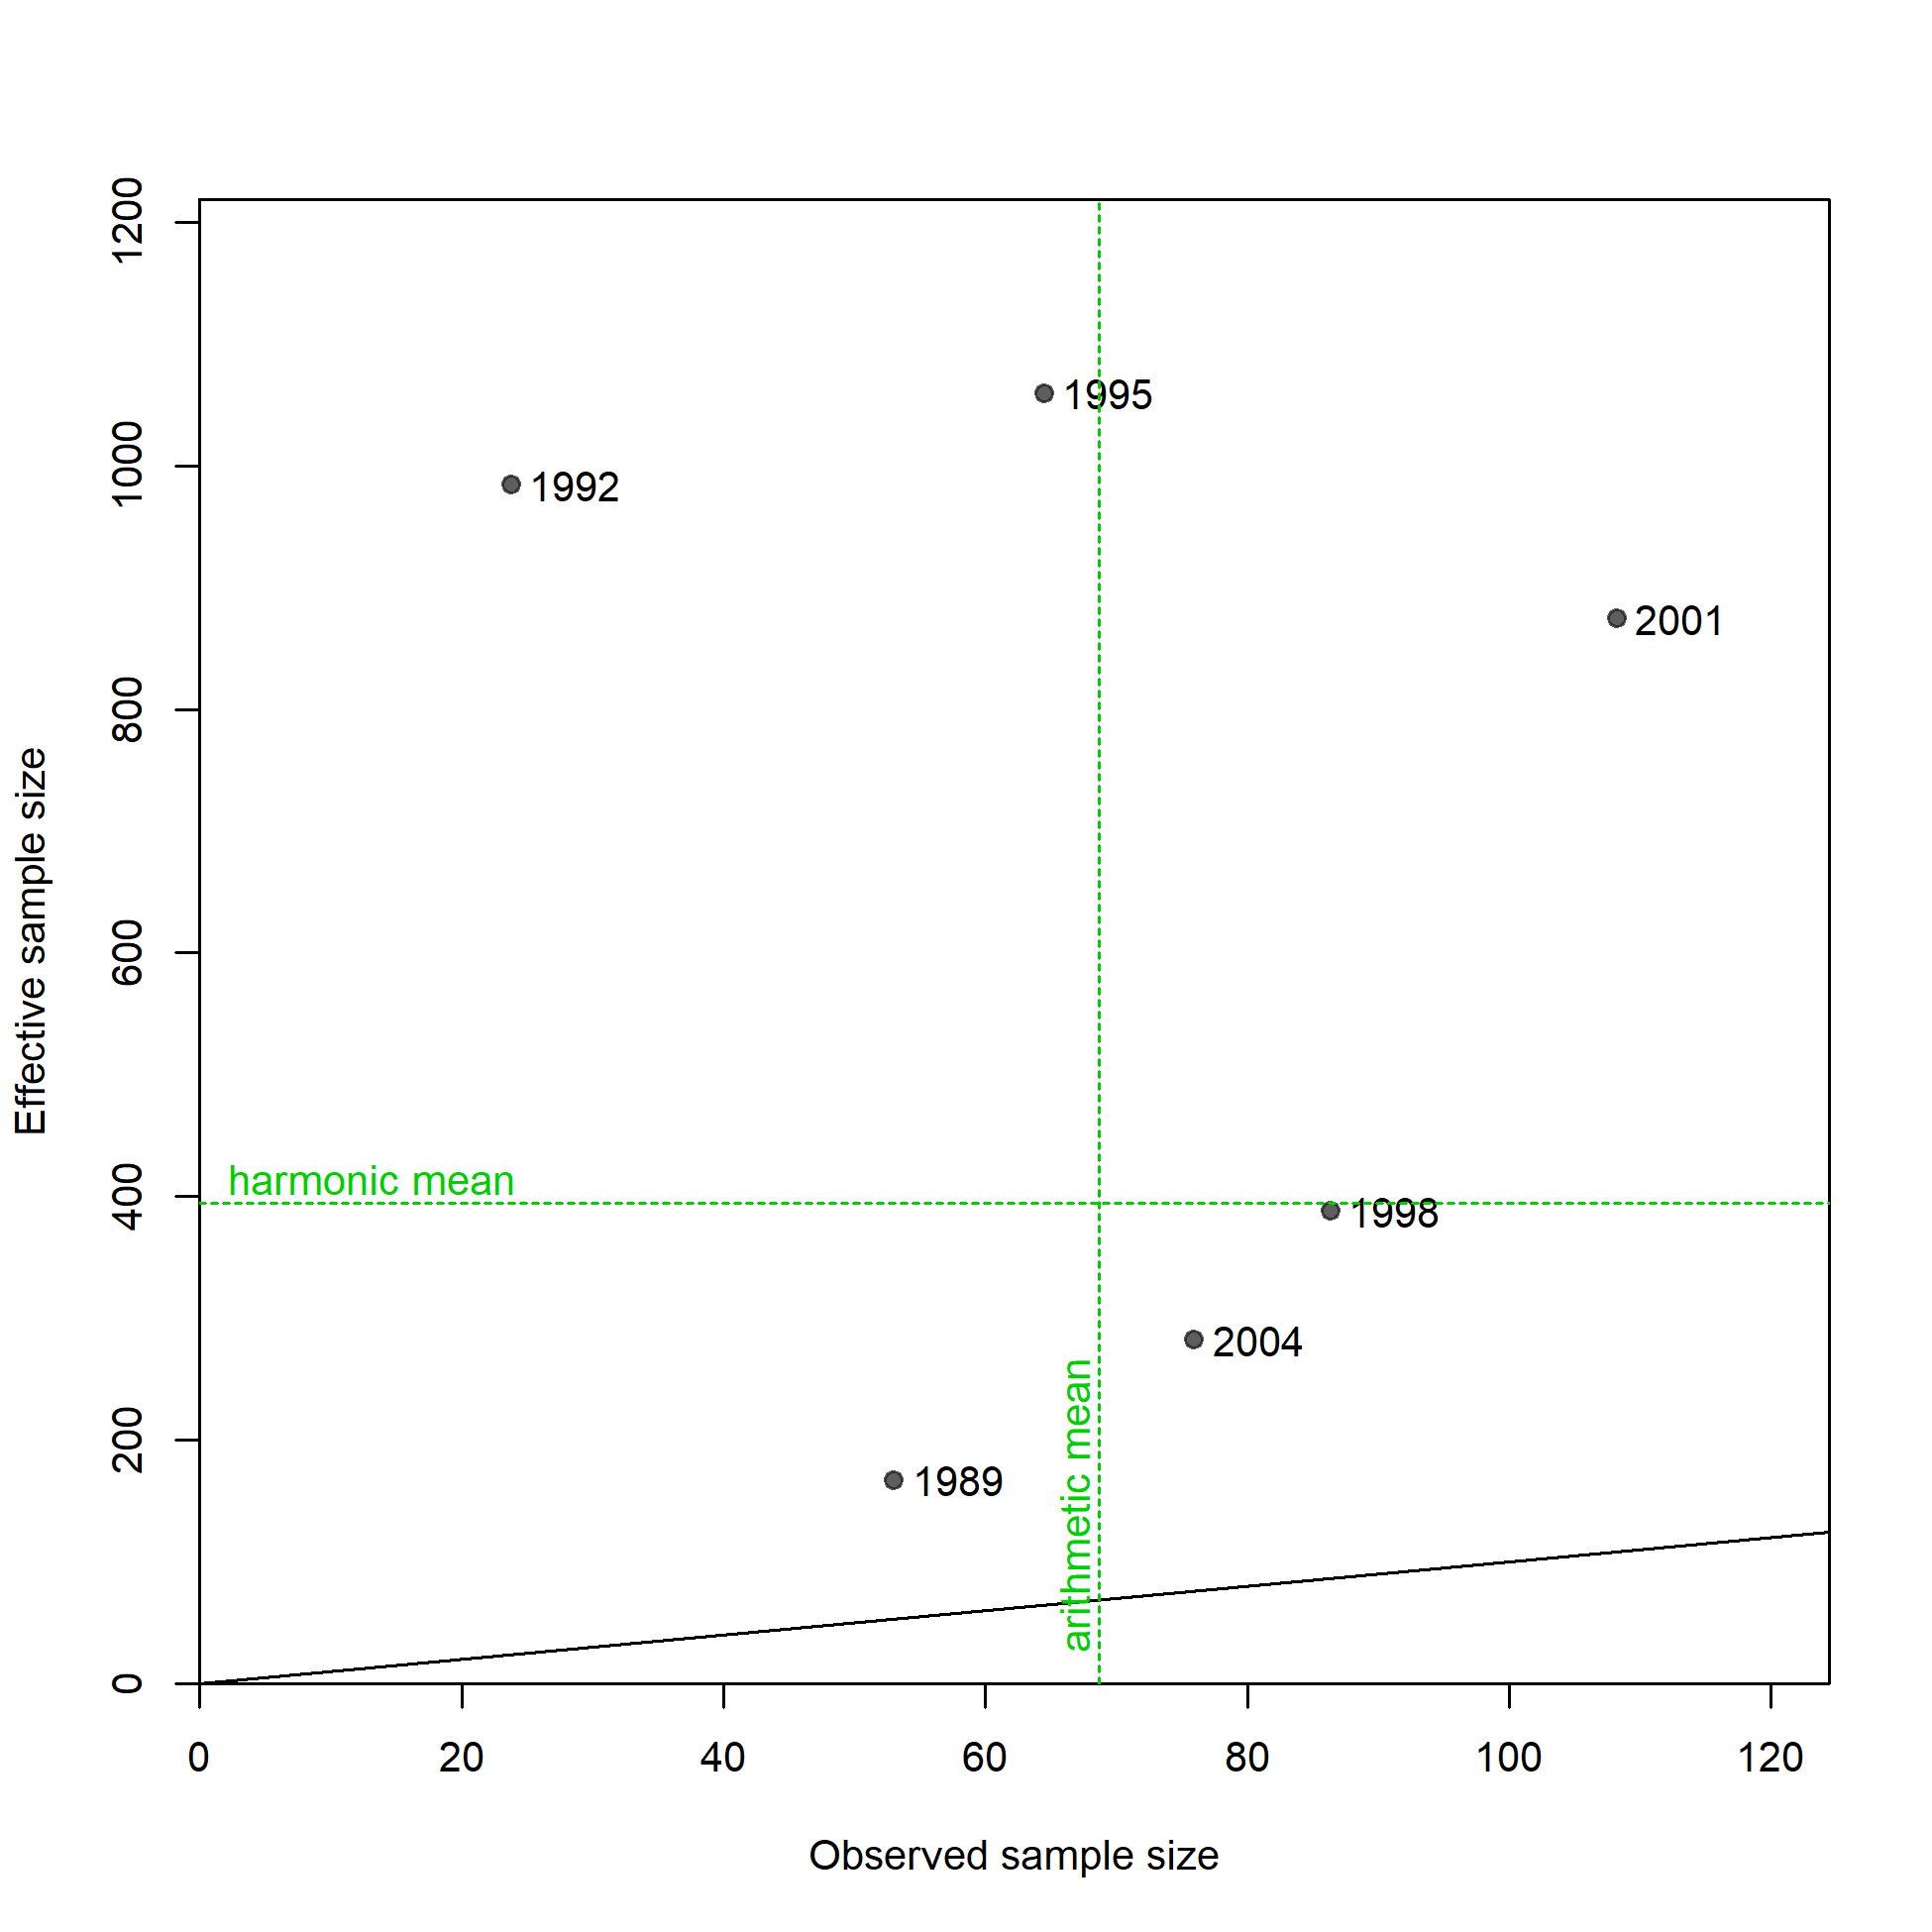 1200
1000
800
600
400
200
0
Effective sample size
1995
1992
2001
harmonic mean
1998
2004
arithmetic mean
1989
0 20 40 60 80 100 120
Observed sample size